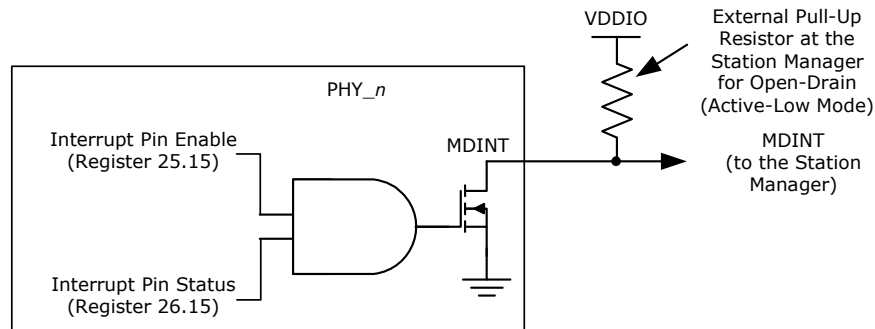 VDDIO
External Pull-Up
Resistor at the
Station Manager
for Open-Drain
(Active-Low Mode)
PHY_n
Interrupt Pin Enable
(Register 25.15)
MDINT
MDINT
(to the Station
Manager)
Interrupt Pin Status
(Register 26.15)